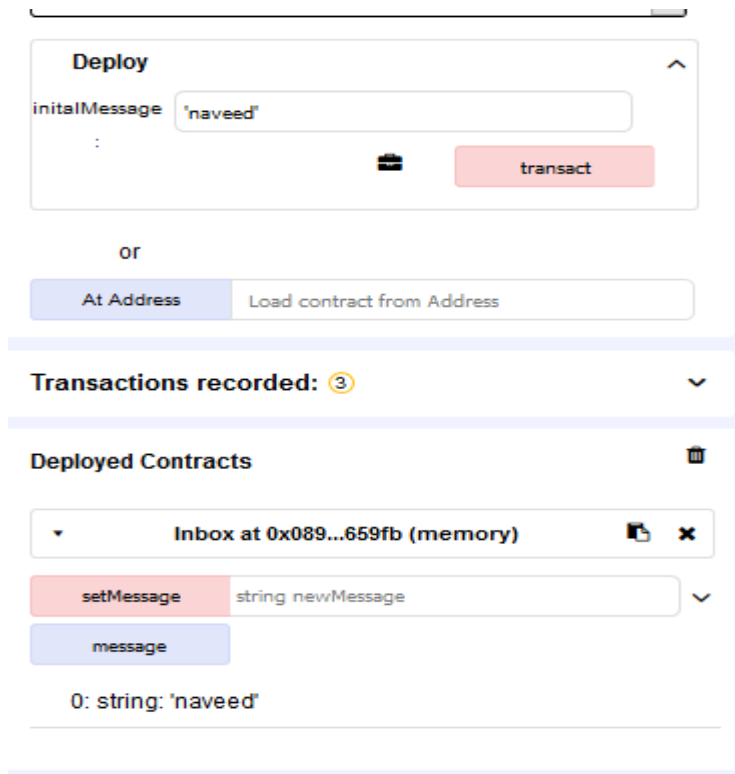 Deploy
initalMessage
:
'naveed'
transact
or
At Address
Load contract from Address
Transactions recorded: 3
Deployed Contracts
Inbox at 0x089...659fb (memory)
setMessage
string newMessage
message
0: string: 'naveed'